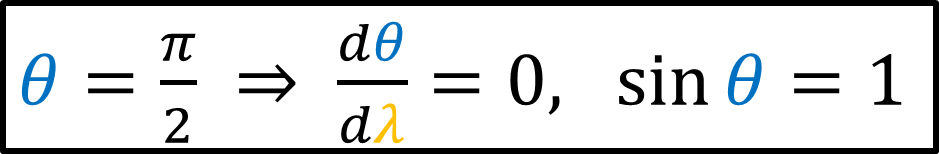 θ = π/2 ⇒ dθ/dλ = 0, sin θ = 1